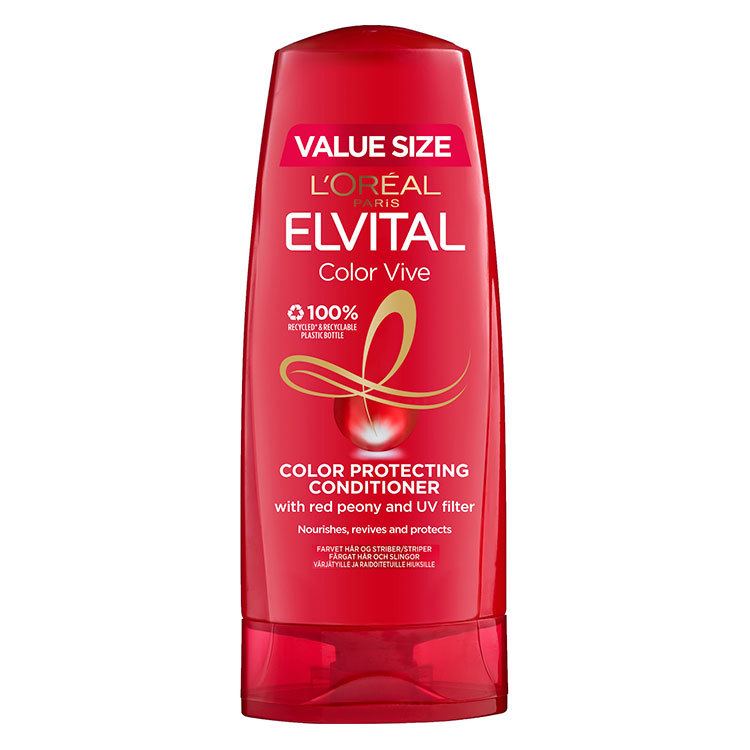 VALUE SIZE
L'ORÉAL
PARIS
ELVITAL
Color Vive
100%
RECYCLED* & RECYCLABLE
PLASTIC BOTTLE
COLOR PROTECTING
CONDITIONER
with red peony and UV filter
Nourishes, revives and protects
FARVET HÅR OG STRIBER/STRIPER
FÄRGAT HÅR OCH SLINGOR
VÄRJÄTYILLE JA RAIDOITETUILLE HIUKSILLE